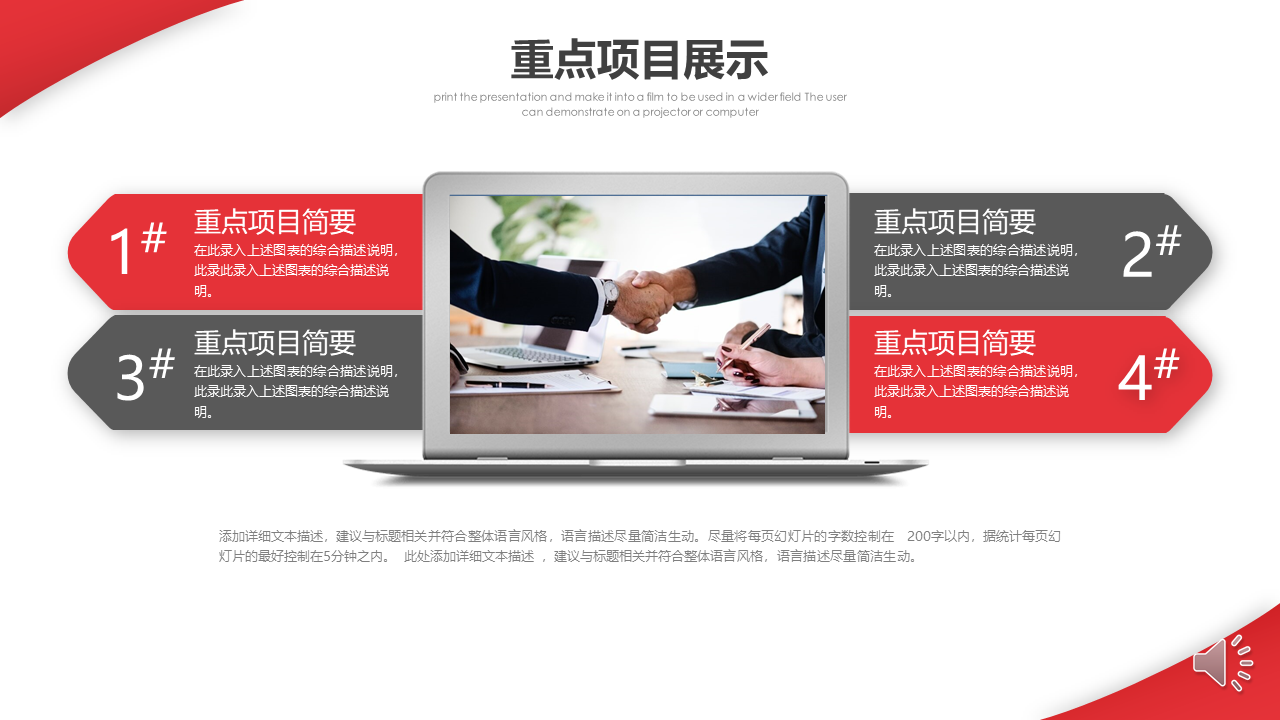 重点项目展示
print the presentation and make it into a film to be used in a wider field The user
can demonstrate on a projector or computer
1#
重点项目简要
在此录入上述图表的综合描述说明，
此录此录入上述图表的综合描述说
明。
重点项目简要
在此录入上述图表的综合描述说明，
此录此录入上述图表的综合描述说
明。
2#
3#
重点项目简要
在此录入上述图表的综合描述说明，
此录此录入上述图表的综合描述说
明。
重点项目简要
在此录入上述图表的综合描述说明，
此录此录入上述图表的综合描述说
明。
4#
添加详细文本描述，建议与标题相关并符合整体语言风格，语言描述尽量简洁生动。尽量将每页幻灯片的字数控制在 200字以内，据统计每页幻
灯片的最好控制在5分钟之内。 此处添加详细文本描述 ，建议与标题相关并符合整体语言风格，语言描述尽量简洁生动。